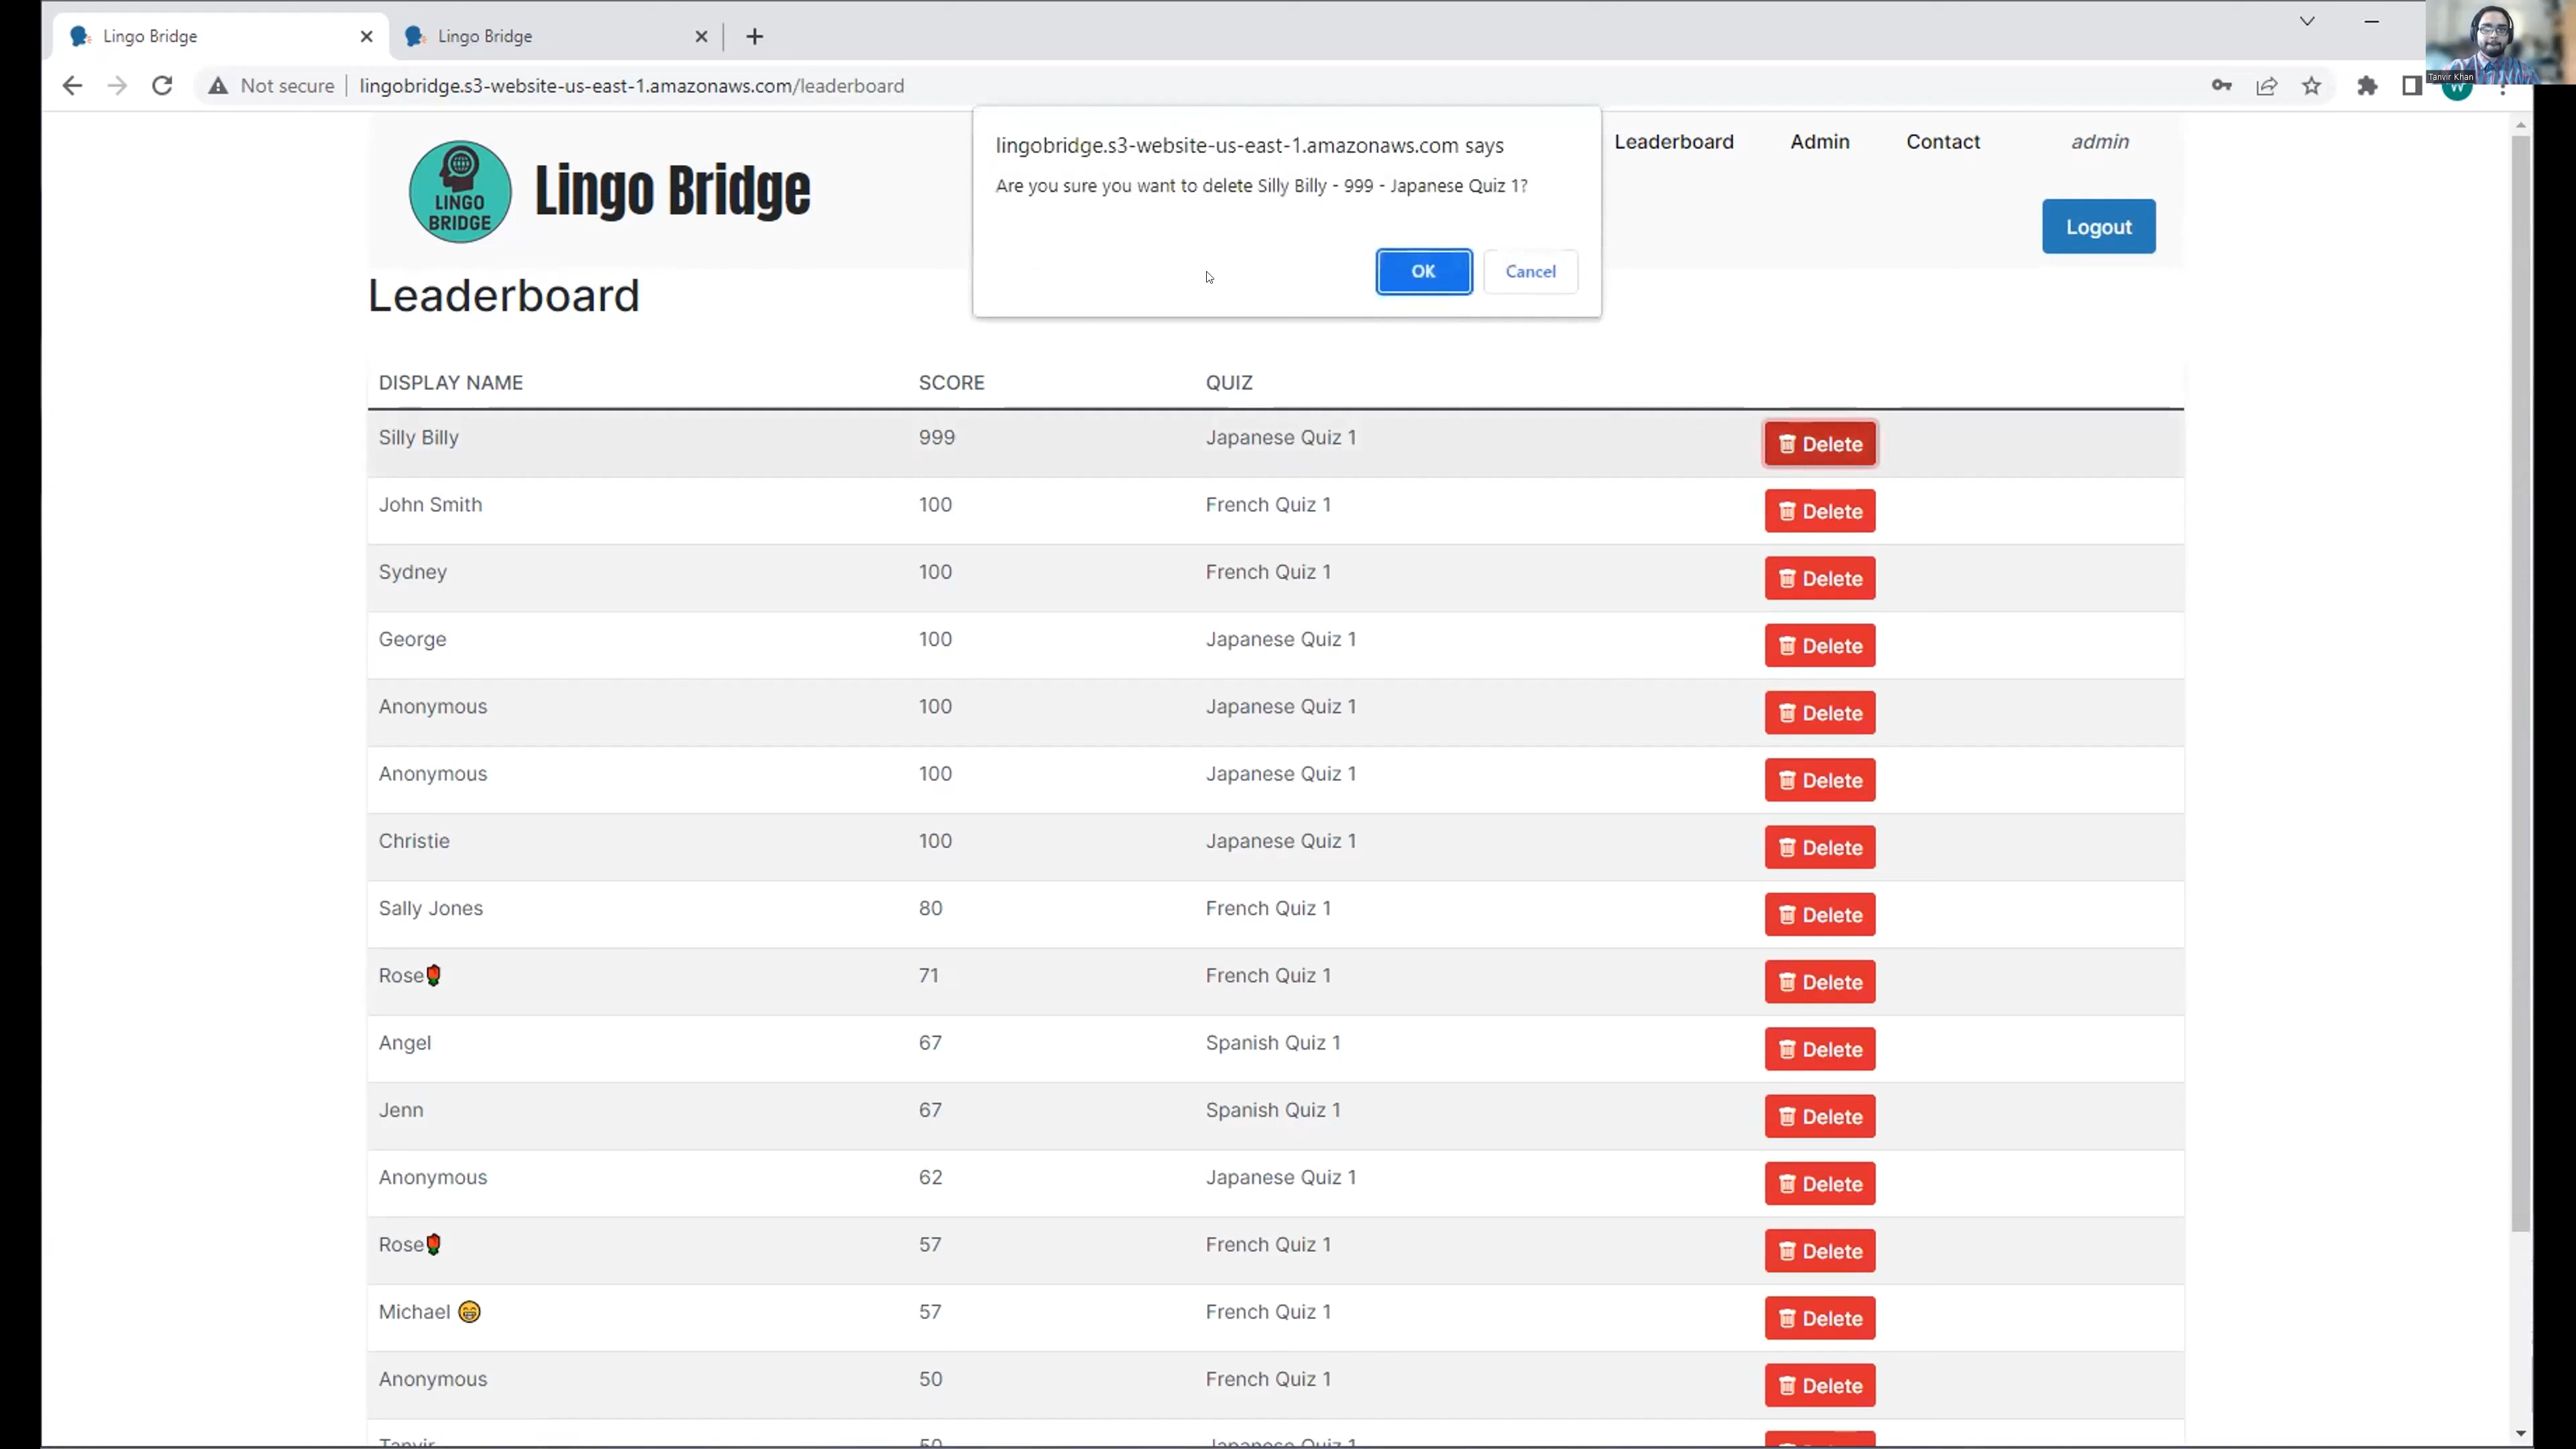 Lingo Bridge
Lingo Bridge
Tanvir Khan
Not secure
lingobridge.s3-website-us-east-1.amazonaws.com/leaderboard
W
LINGO
BRIDGE
Lingo Bridge
lingobridge.s3-website-us-east-1.amazonaws.com says
Are you sure you want to delete Silly Billy - 999 - Japanese Quiz 1?
OK Cancel
Leaderboard Admin Contact admin
Logout
Leaderboard
DISPLAY NAME SCORE QUIZ
Silly Billy 999 Japanese Quiz 1 Delete
John Smith 100 French Quiz 1 Delete
Sydney 100 French Quiz 1 Delete
George 100 Japanese Quiz 1 Delete
Anonymous 100 Japanese Quiz 1 Delete
Anonymous 100 Japanese Quiz 1 Delete
Christie 100 Japanese Quiz 1 Delete
Sally Jones 80 French Quiz 1 Delete
Rose🌹 71 French Quiz 1 Delete
Angel 67 Spanish Quiz 1 Delete
Jenn 67 Spanish Quiz 1 Delete
Anonymous 62 Japanese Quiz 1 Delete
Rose🌹 57 French Quiz 1 Delete
Michael 😁 57 French Quiz 1 Delete
Anonymous 50 French Quiz 1 Delete
Tanvir 50 Japanese Quiz 1